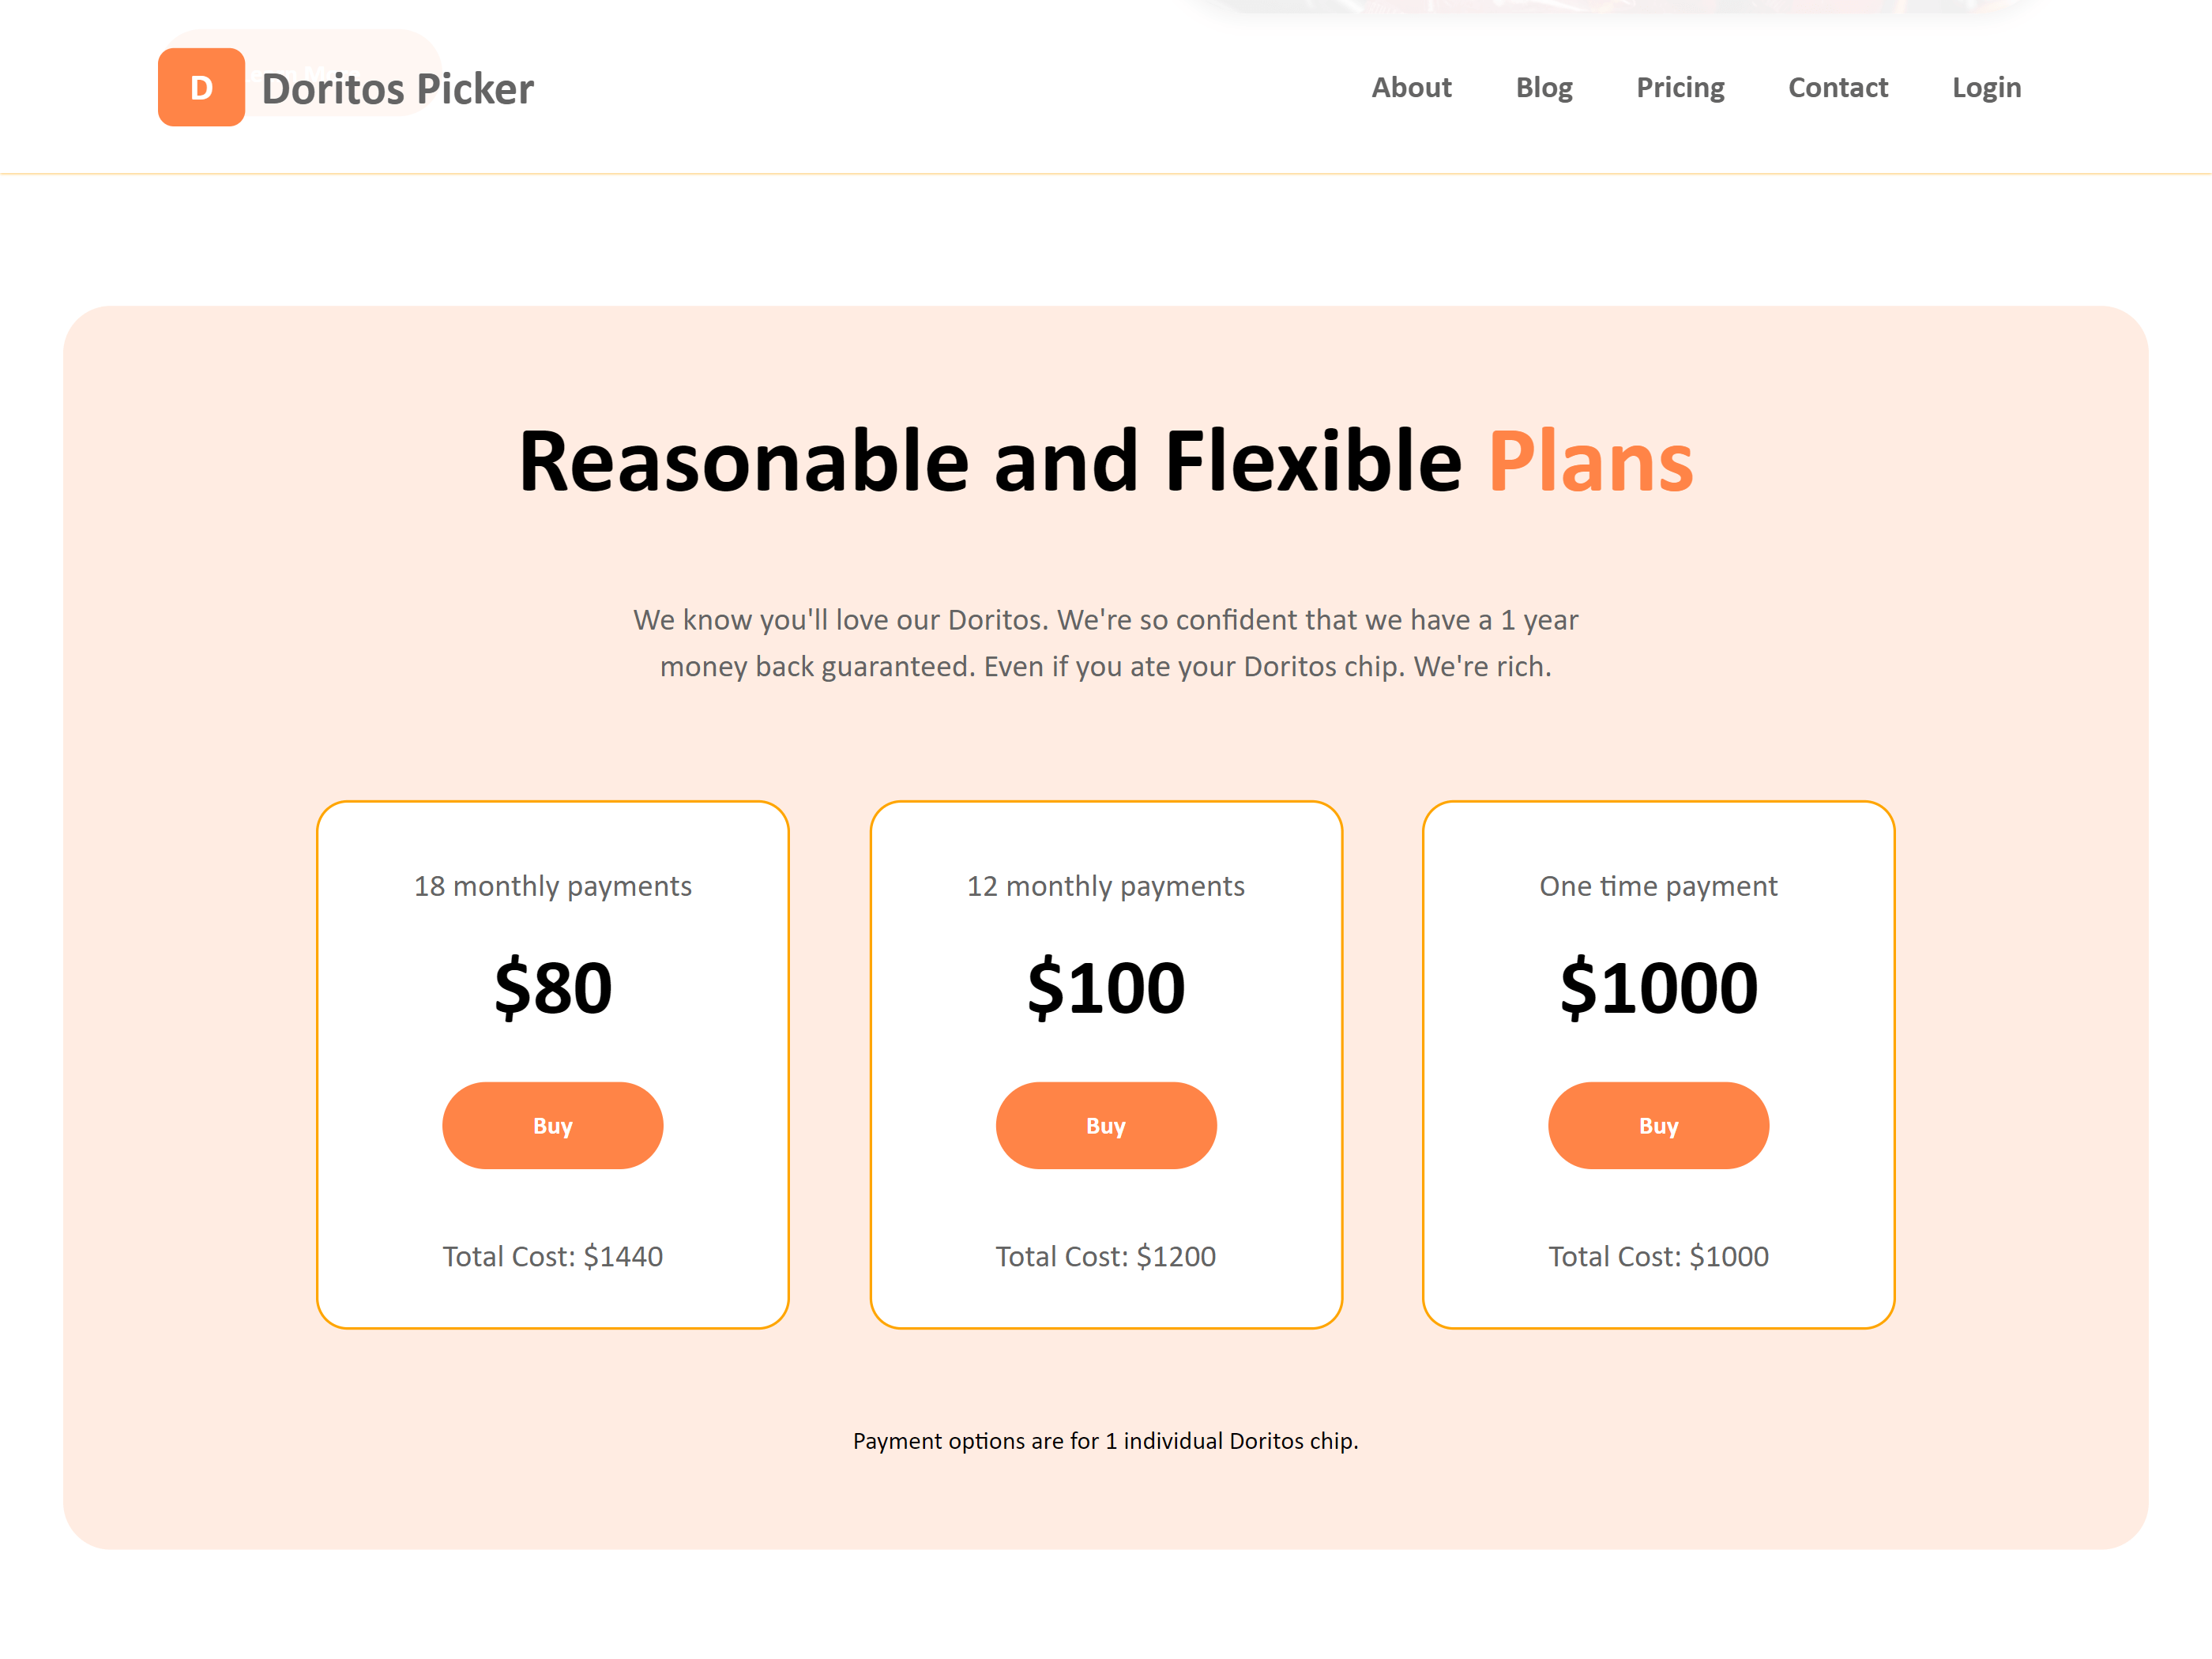 D
Doritos Picker
About
Blog
Pricing
Contact
Login
Reasonable and Flexible Plans
We know you'll love our Doritos. We're so confident that we have a 1 year
money back guaranteed. Even if you ate your Doritos chip. We're rich.
18 monthly payments
$80
Buy
Total Cost: $1440
12 monthly payments
$100
Buy
Total Cost: $1200
One time payment
$1000
Buy
Total Cost: $1000
Payment options are for 1 individual Doritos chip.